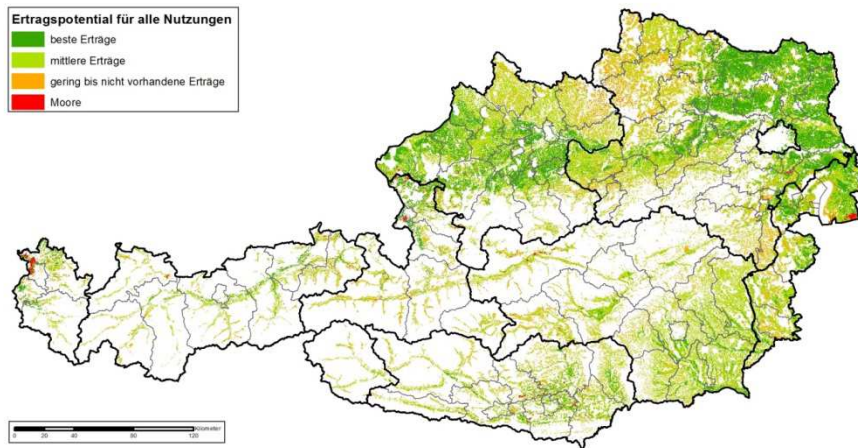 Ertragspotential für alle Nutzungen
beste Erträge
mittlere Erträge
gering bis nicht vorhandene Erträge
Moore
Kilometer
0 20 40 80 120